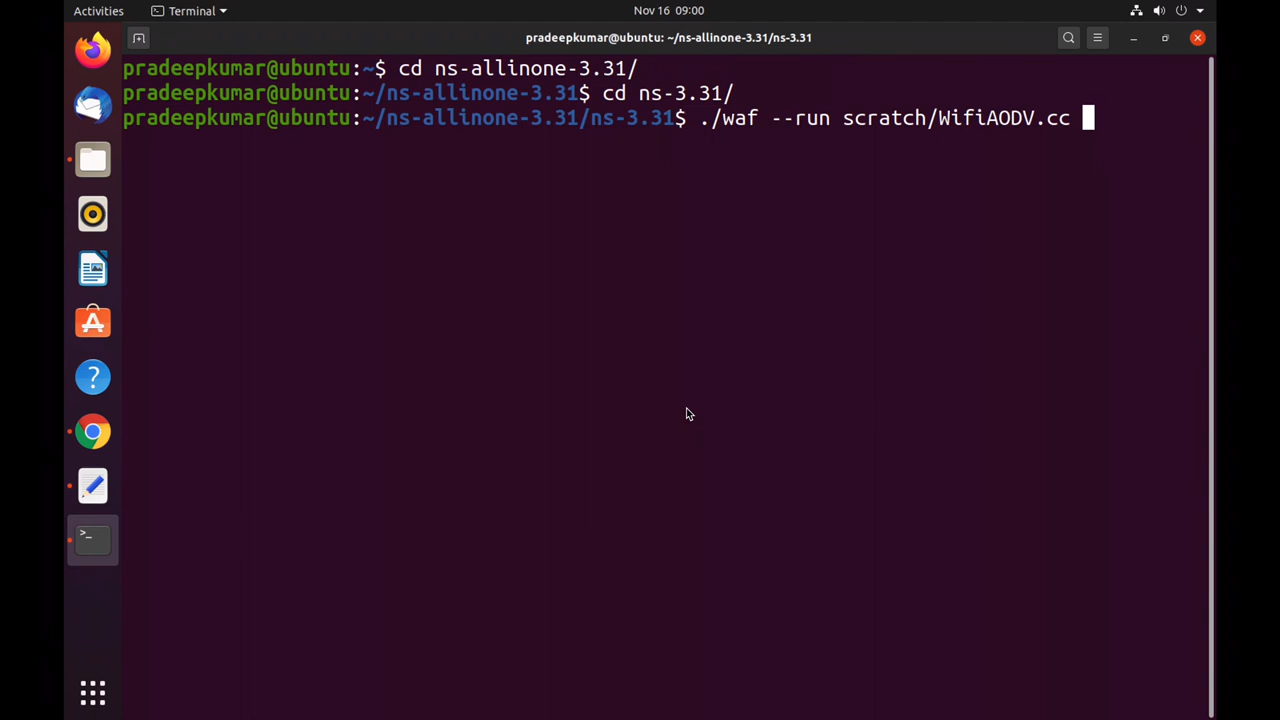 Activities
Terminal
Nov 16 09:00
pradeepkumar@ubuntu: ~/ns-allinone-3.31/ns-3.31
pradeepkumar@ubuntu:~$ cd ns-allinone-3.31/
pradeepkumar@ubuntu:~/ns-allinone-3.31$ cd ns-3.31/
pradeepkumar@ubuntu:~/ns-allinone-3.31/ns-3.31$ ./waf --run scratch/WifiAODV.cc